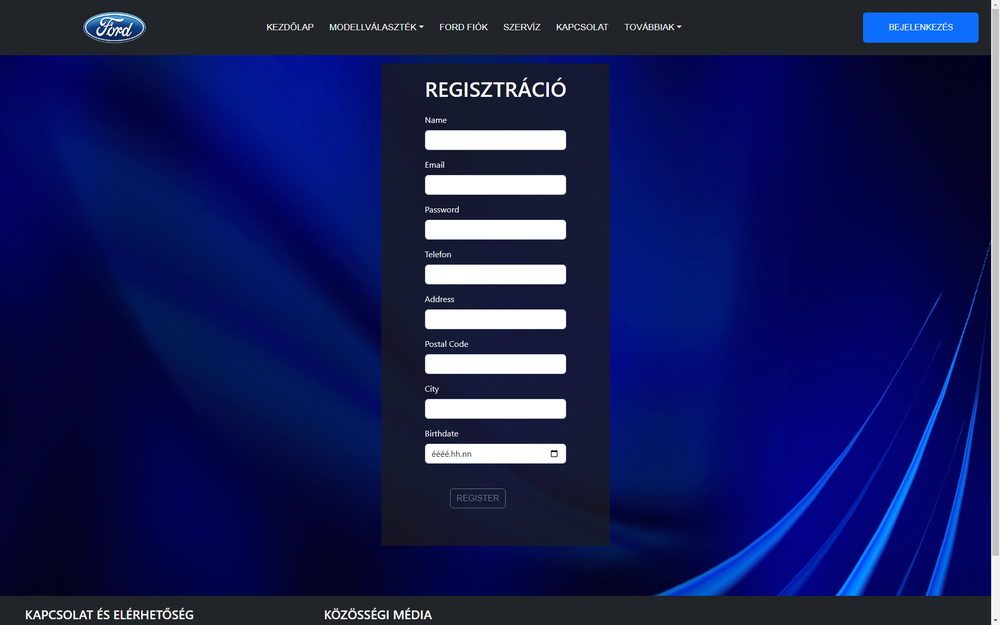 Ford
KEZDŐLAP MODELLVÁLASZTÉK FORD FIÓK SZERVÍZ KAPCSOLAT TOVÁBBIAK BEJELENKEZÉS
REGISZTRÁCIÓ
Name
Email
Password
Telefon
Address
Postal Code
City
Birthdate
éééé.hh.nn
REGISTER
KAPCSOLAT ÉS ELÉRHETŐSÉG KÖZÖSSÉGI MÉDIA